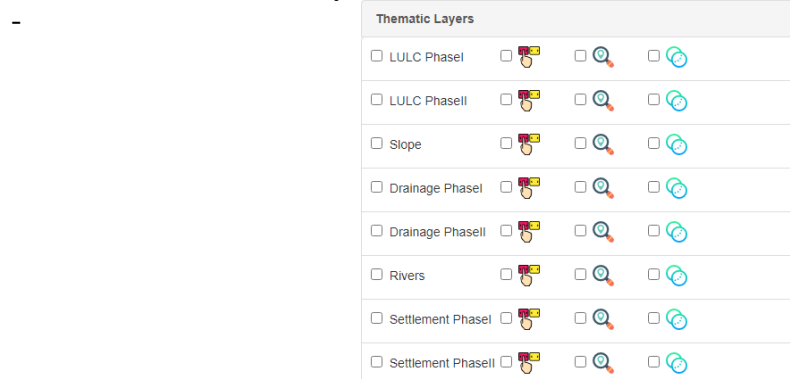 -
Thematic Layers
LULC PhaseI
LULC PhaseII
Slope
Drainage PhaseI
Drainage PhaseII
Rivers
Settlement PhaseI
Settlement PhaseII